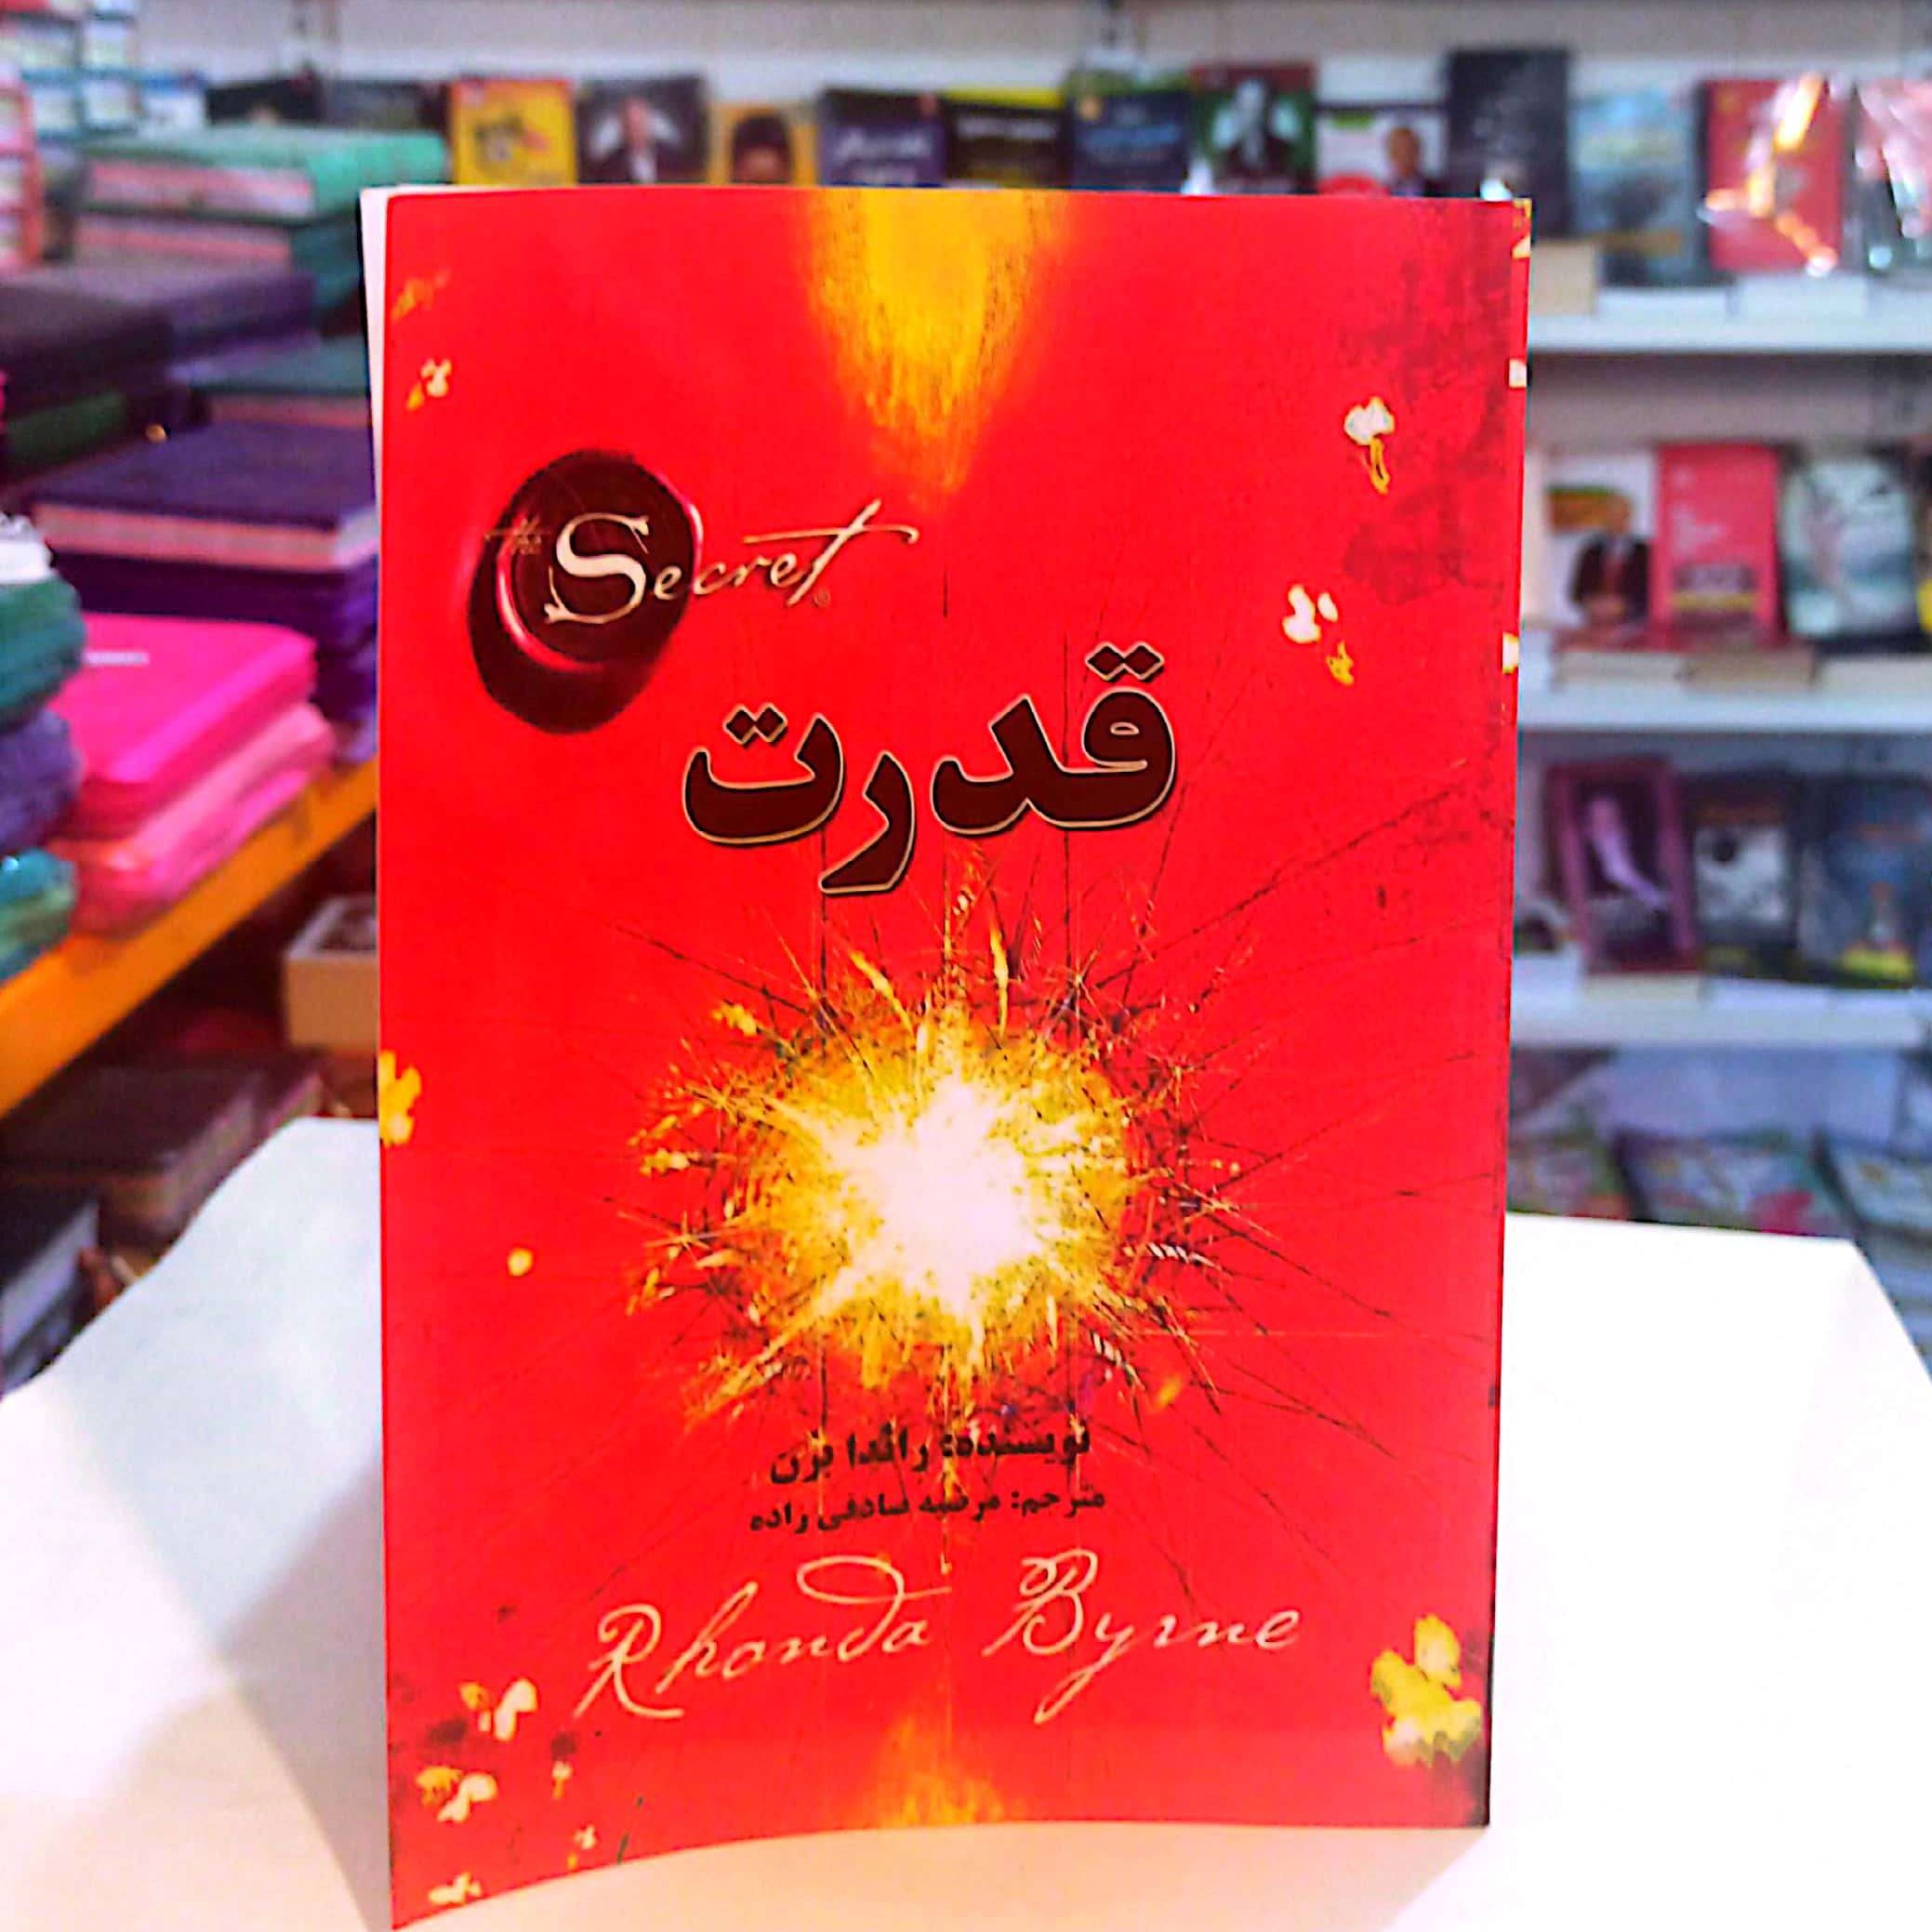 the Secret®
قدرت
نویسنده: راندا برن
مترجم: مرضیه صادقی زاده
Rhonda Byrne